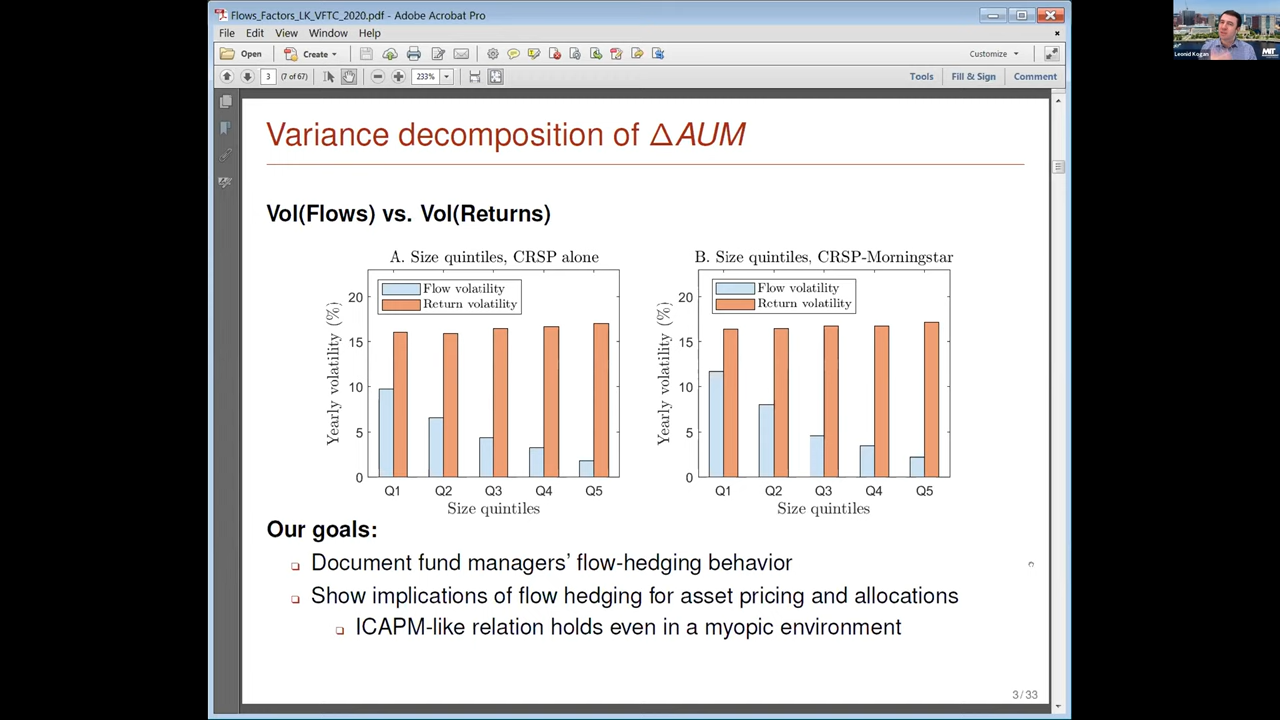 Flows_Factors_LK_VFTC_2020.pdf - Adobe Acrobat Pro
File Edit View Window Help
Open Create Customize
3 (7 of 67) 233% Tools Fill & Sign Comment
Variance decomposition of ΔAUM
Vol(Flows) vs. Vol(Returns)
A. Size quintiles, CRSP alone
Flow volatility
Return volatility
Yearly volatility (%)
20
15
10
5
0
Q1 Q2 Q3 Q4 Q5
Size quintiles
B. Size quintiles, CRSP-Morningstar
Flow volatility
Return volatility
Yearly volatility (%)
20
15
10
5
0
Q1 Q2 Q3 Q4 Q5
Size quintiles
Our goals:
Document fund managers' flow-hedging behavior
Show implications of flow hedging for asset pricing and allocations
ICAPM-like relation holds even in a myopic environment
3 / 33
Leonid Kogan
MIT